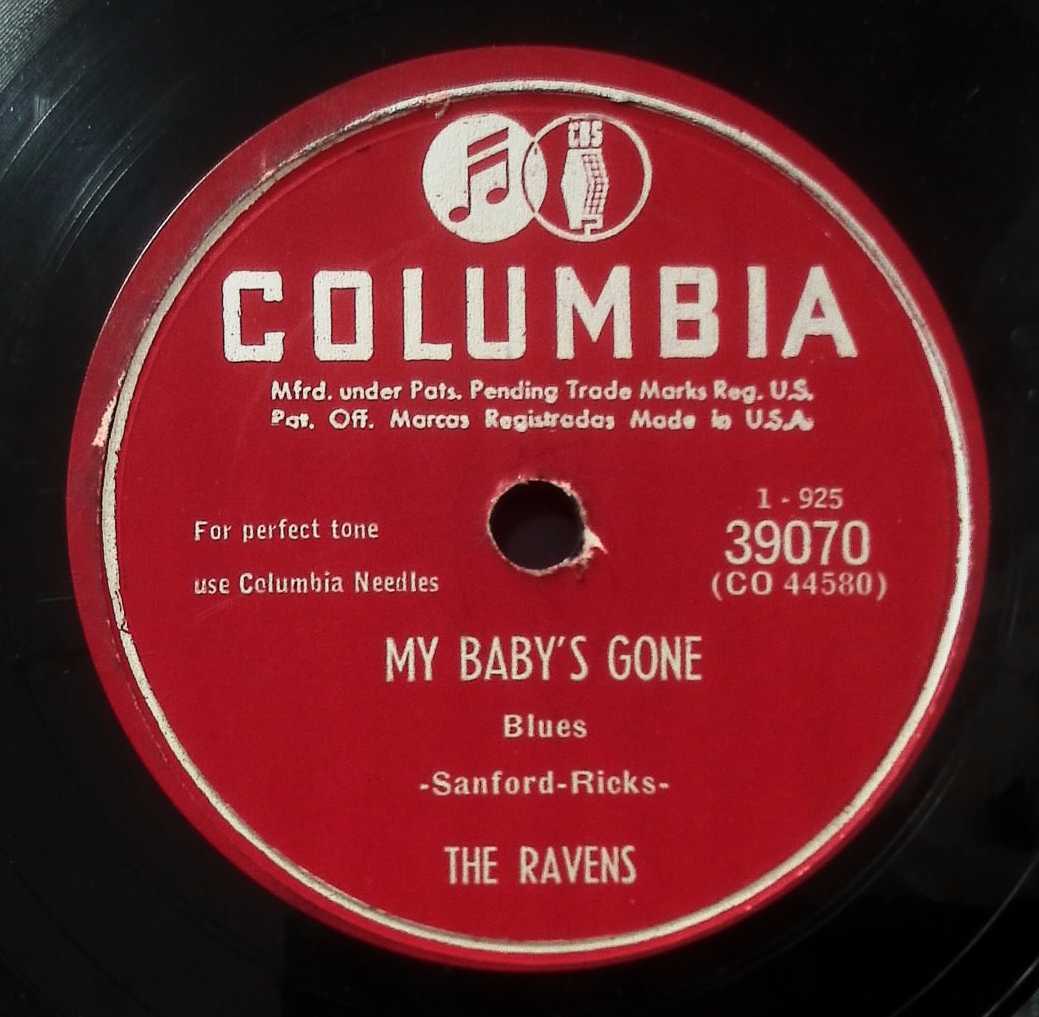 CBS
COLUMBIA
Mfrd. under Pats. Pending Trade Marks Reg. U.S.
Pat. Off. Marcas Registradas Made in U.S.A.
1 - 925
For perfect tone
39070
use Columbia Needles
(CO 44580)
MY BABY'S GONE
Blues
-Sanford-Ricks-
THE RAVENS